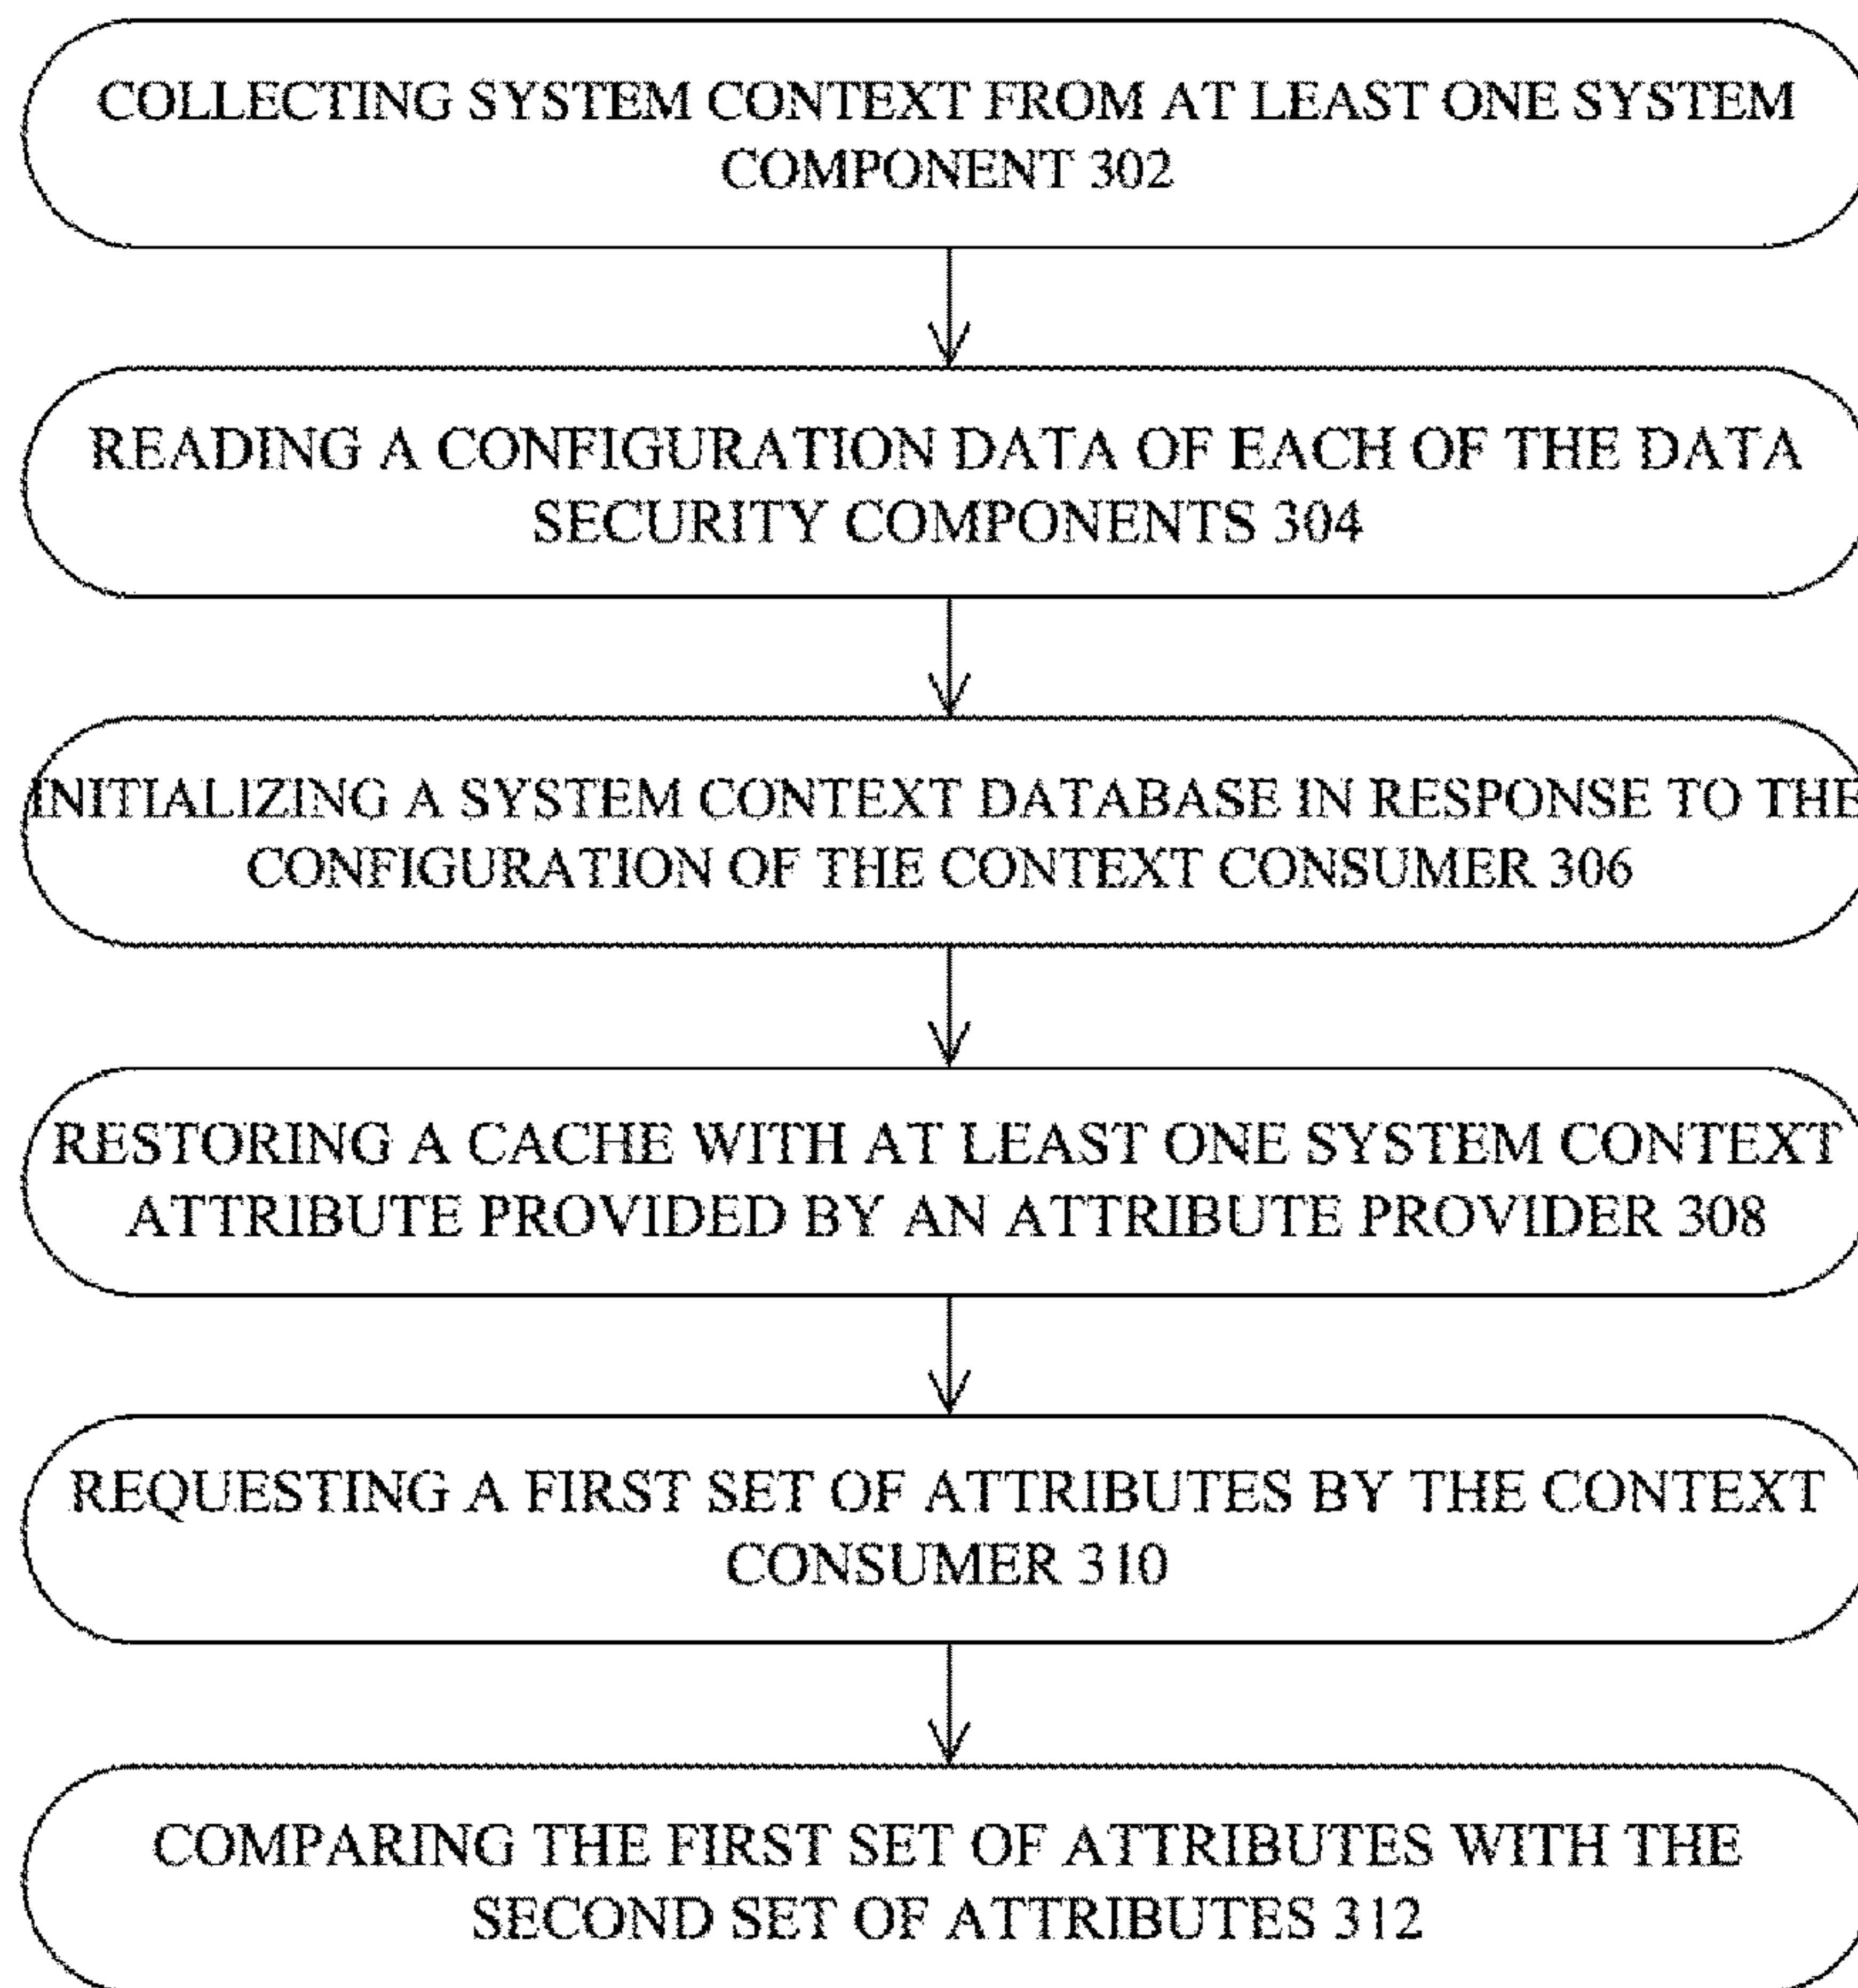 COLLECTING SYSTEM CONTEXT FROM AT LEAST ONE SYSTEM
COMPONENT 302
READING A CONFIGURATION DATA OF EACH OF THE DATA
SECURITY COMPONENTS 304
INITIALIZING A SYSTEM CONTEXT DATABASE IN RESPONSE TO THE
CONFIGURATION OF THE CONTEXT CONSUMER 306
RESTORING A CACHE WITH AT LEAST ONE SYSTEM CONTEXT
ATTRIBUTE PROVIDED BY AN ATTRIBUTE PROVIDER 308
REQUESTING A FIRST SET OF ATTRIBUTES BY THE CONTEXT
CONSUMER 310
COMPARING THE FIRST SET OF ATTRIBUTES WITH THE
SECOND SET OF ATTRIBUTES 312